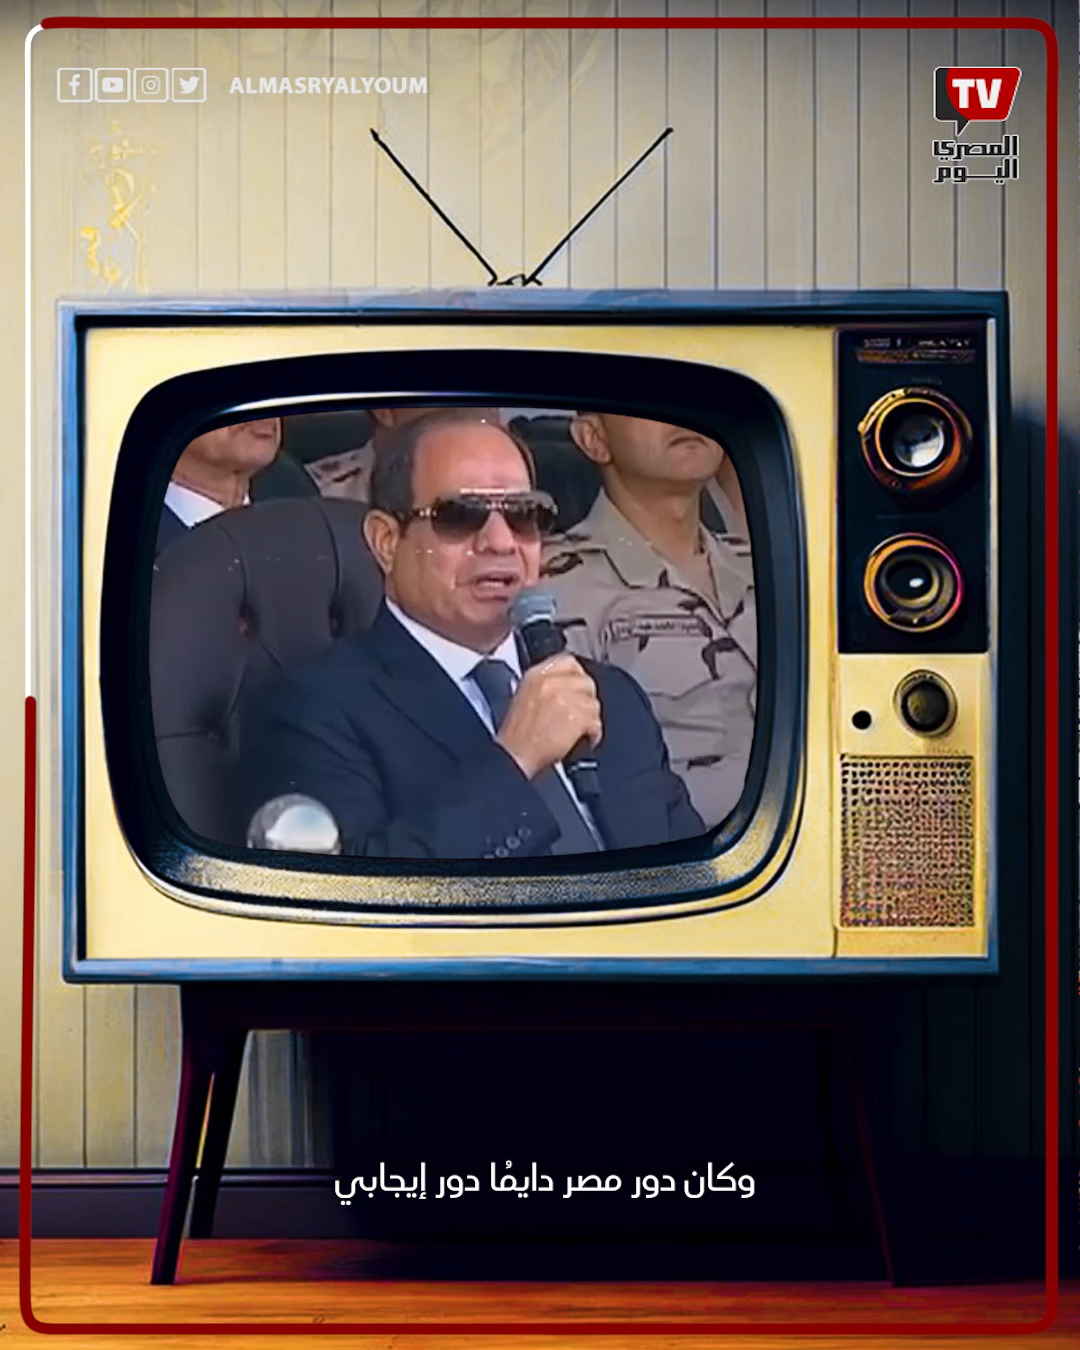 ALMASRYALYOUM
TV
المصري
اليوم
وكان دور مصر دايمًا دور إيجابي